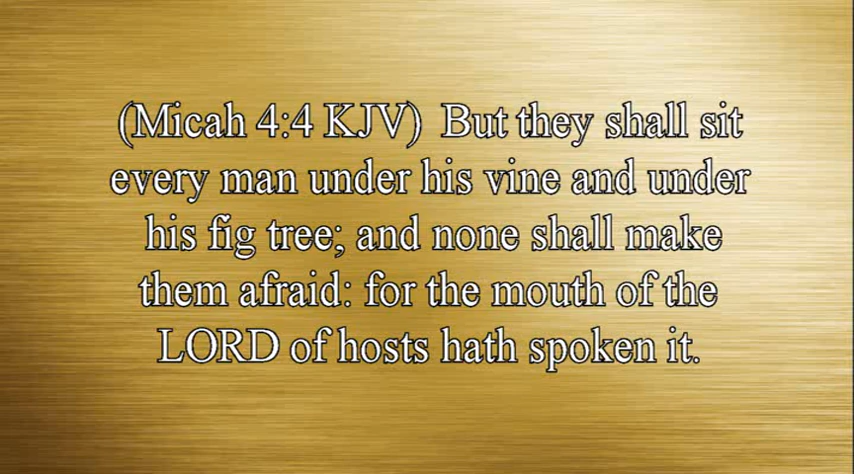 (Micah 4:4 KJV)  But they shall sit
every man under his vine and under
his fig tree; and none shall make
them afraid: for the mouth of the
LORD of hosts hath spoken it.